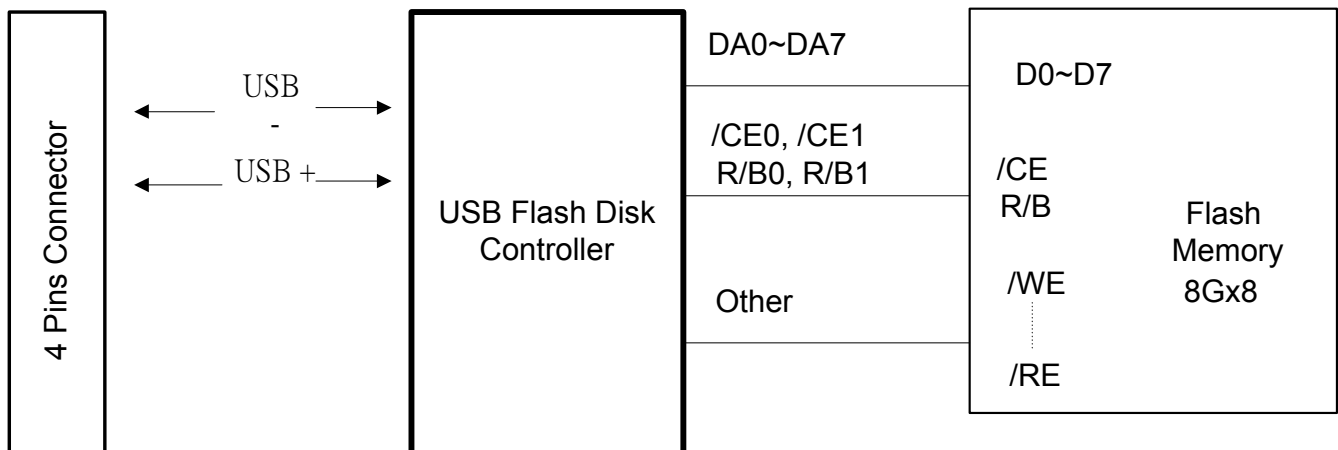 4 Pins Connector
USB
-
USB +
USB Flash Disk
Controller
DA0~DA7
/CE0, /CE1
R/B0, R/B1
Other
D0~D7
/CE
R/B
/WE
/RE
Flash
Memory
8Gx8